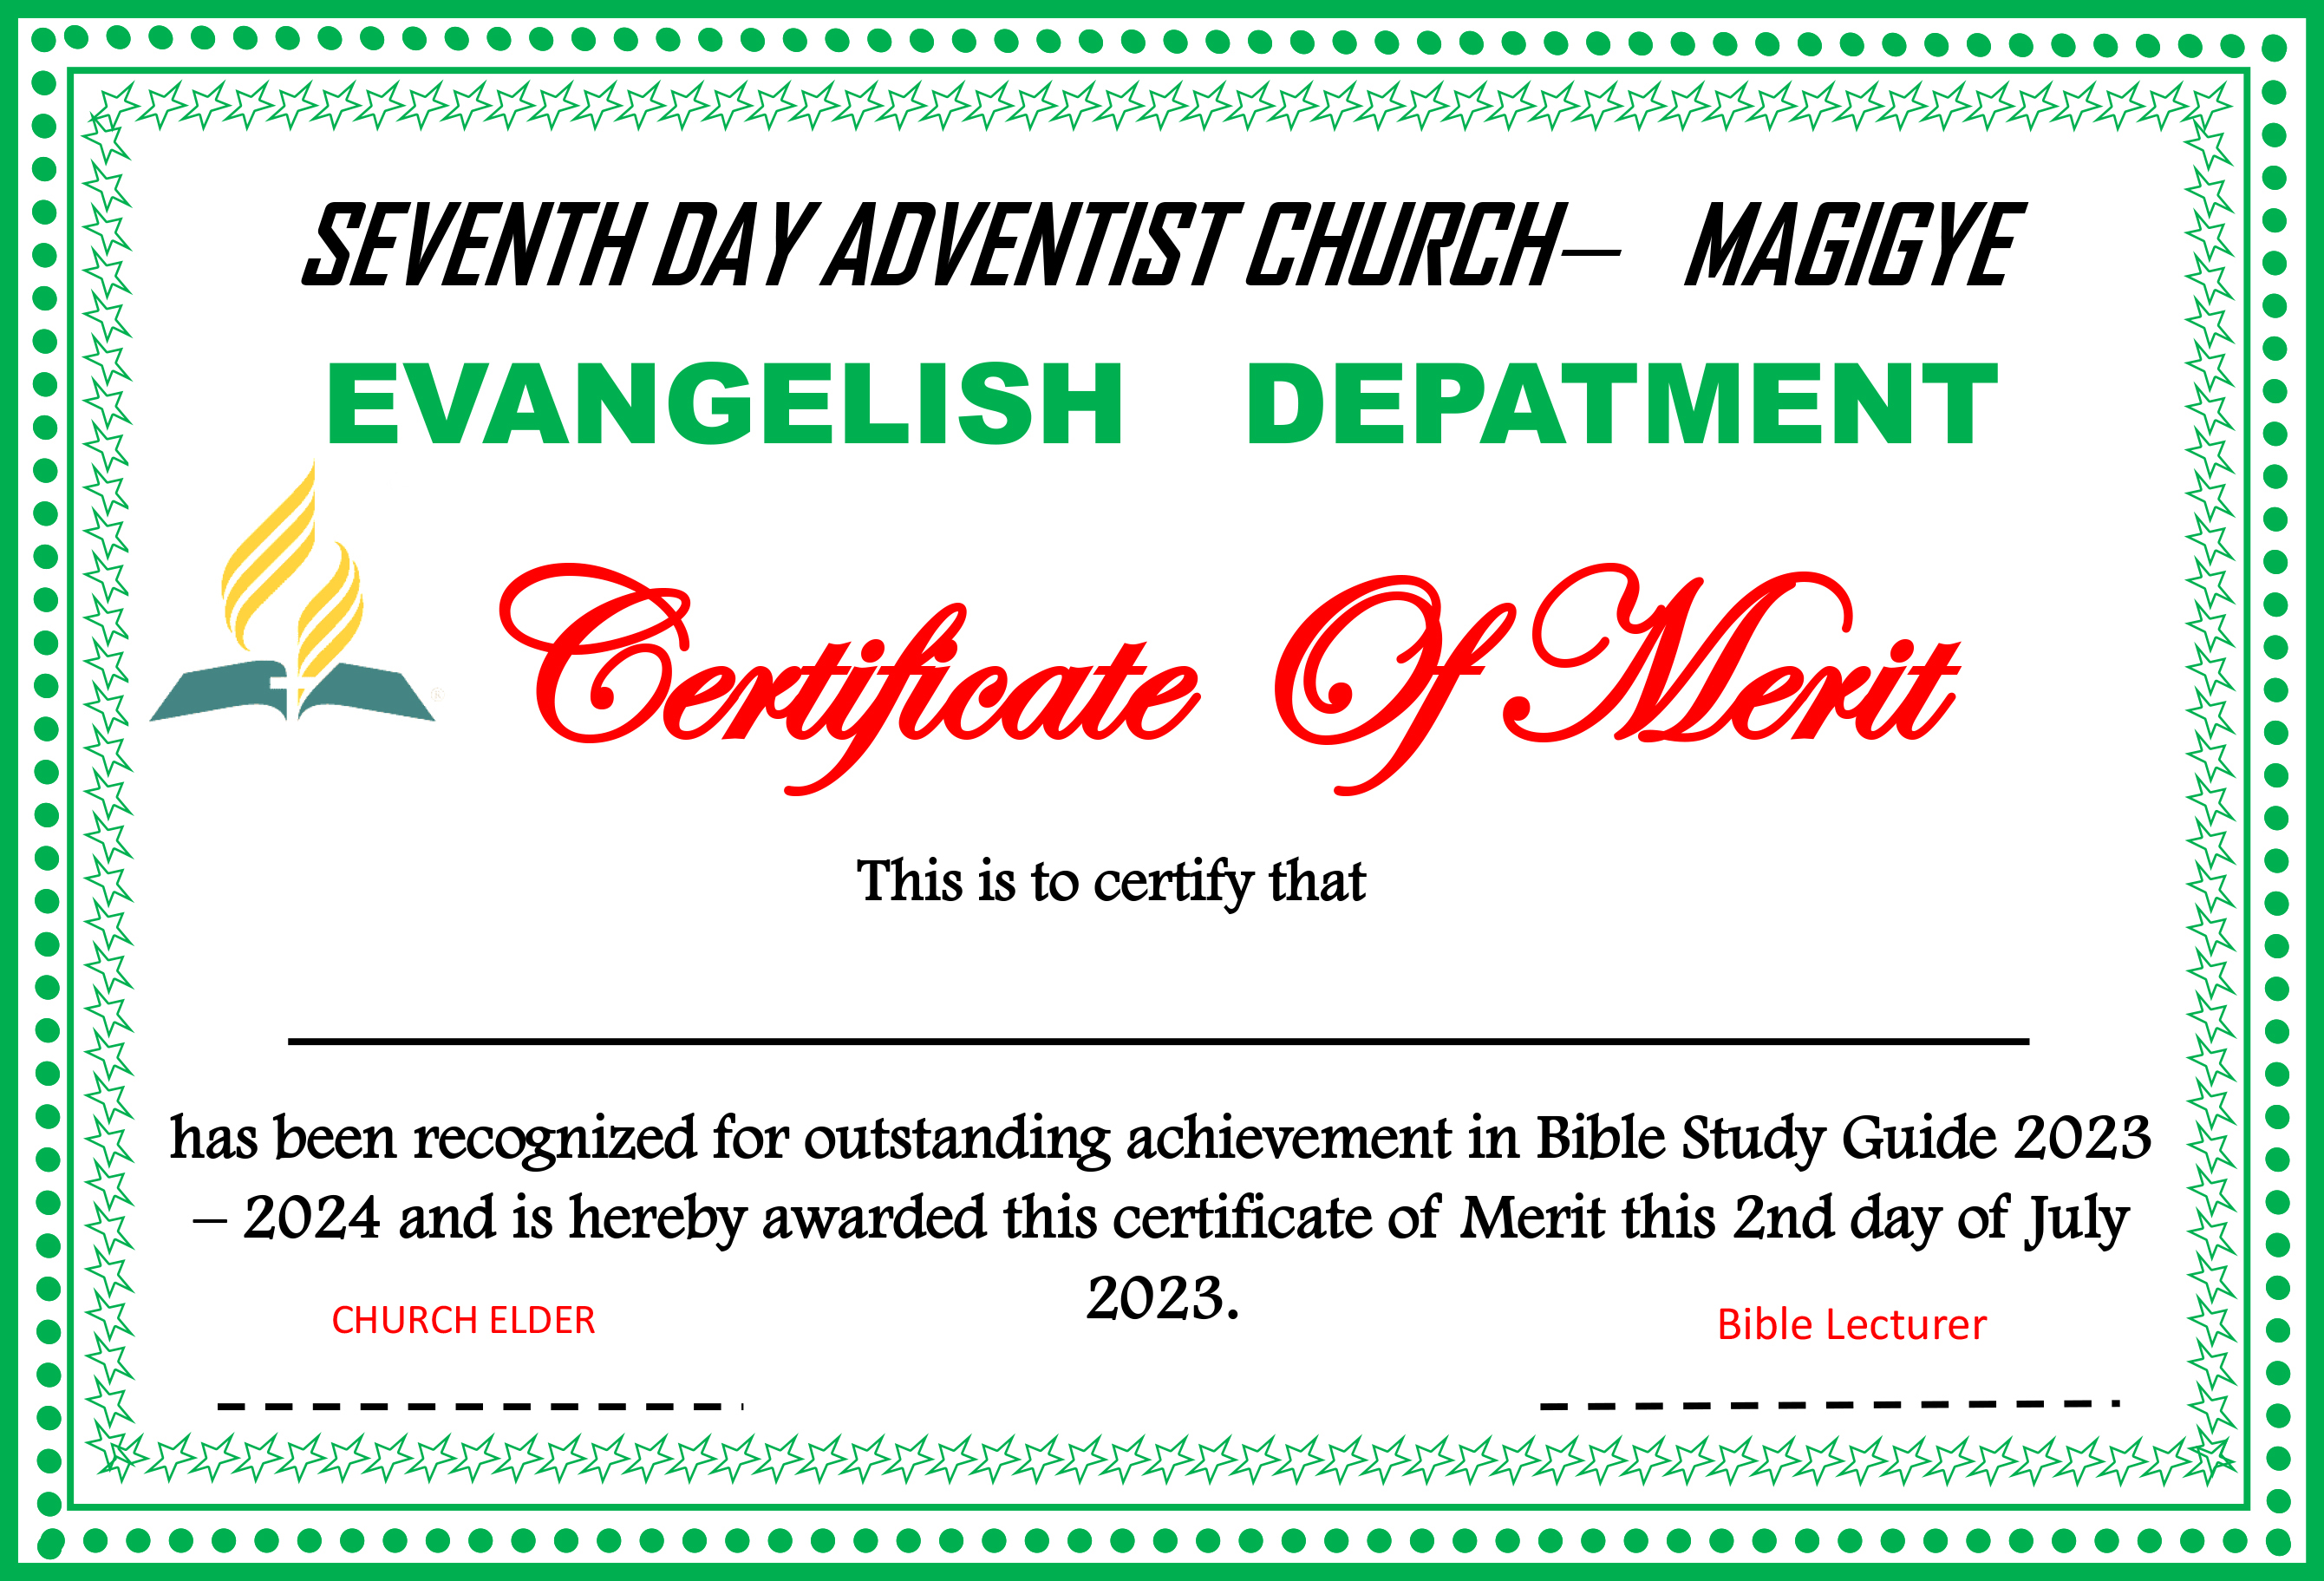 SEVENTH DAY ADVENTIST CHURCH– MAGIGYE
EVANGELISH DEPATMENT
®
Certificate Of Merit
This is to certify that
has been recognized for outstanding achievement in Bible Study Guide 2023
– 2024 and is hereby awarded this certificate of Merit this 2nd day of July
2023.
CHURCH ELDER
Bible Lecturer